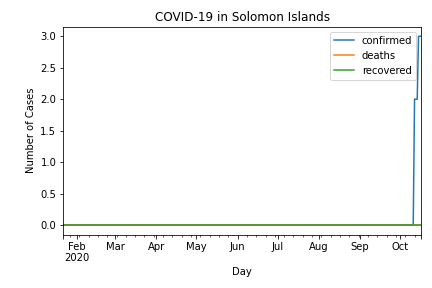 COVID-19 in Solomon Islands
3.0
2.5
2.0
1.5
1.0
0.5
0.0
Number of Cases
confirmed
deaths
recovered
Feb Mar Apr May Jun Jul Aug Sep Oct
2020
Day